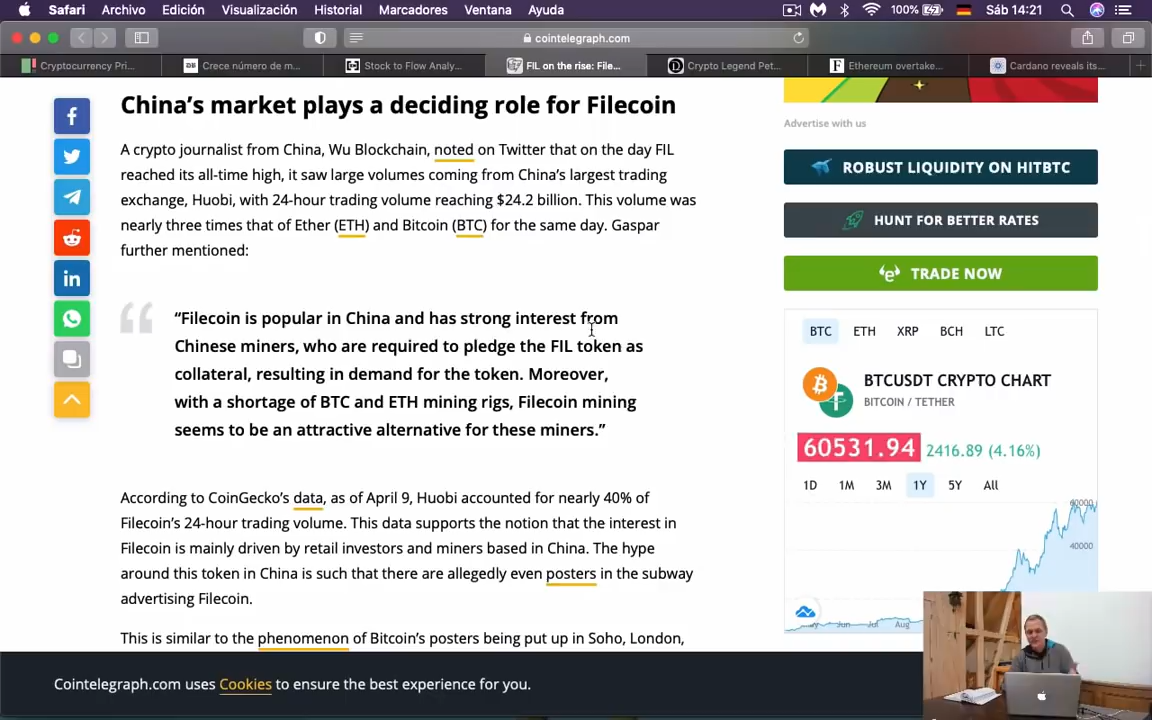 Safari Archivo Edición Visualización Historial Marcadores Ventana Ayuda 100% Sáb 14:21
cointelegraph.com
Cryptocurrency Pri... Crece número de m... Stock to Flow Analy... FIL on the rise: File... Crypto Legend Pet... Ethereum overtake... Cardano reveals its...
China’s market plays a deciding role for Filecoin
A crypto journalist from China, Wu Blockchain, noted on Twitter that on the day FIL
reached its all-time high, it saw large volumes coming from China’s largest trading
exchange, Huobi, with 24-hour trading volume reaching $24.2 billion. This volume was
nearly three times that of Ether (ETH) and Bitcoin (BTC) for the same day. Gaspar
further mentioned:
“Filecoin is popular in China and has strong interest from
Chinese miners, who are required to pledge the FIL token as
collateral, resulting in demand for the token. Moreover,
with a shortage of BTC and ETH mining rigs, Filecoin mining
seems to be an attractive alternative for these miners.”
According to CoinGecko’s data, as of April 9, Huobi accounted for nearly 40% of
Filecoin’s 24-hour trading volume. This data supports the notion that the interest in
Filecoin is mainly driven by retail investors and miners based in China. The hype
around this token in China is such that there are allegedly even posters in the subway
advertising Filecoin.
This is similar to the phenomenon of Bitcoin’s posters being put up in Soho, London,
Advertise with us
ROBUST LIQUIDITY ON HITBTC
HUNT FOR BETTER RATES
TRADE NOW
BTC ETH XRP BCH LTC
BTCUSDT CRYPTO CHART
BITCOIN / TETHER
60531.94 2416.89 (4.16%)
1D 1M 3M 1Y 5Y All
60000
40000
Jun Jul Aug
Cointelegraph.com uses Cookies to ensure the best experience for you.